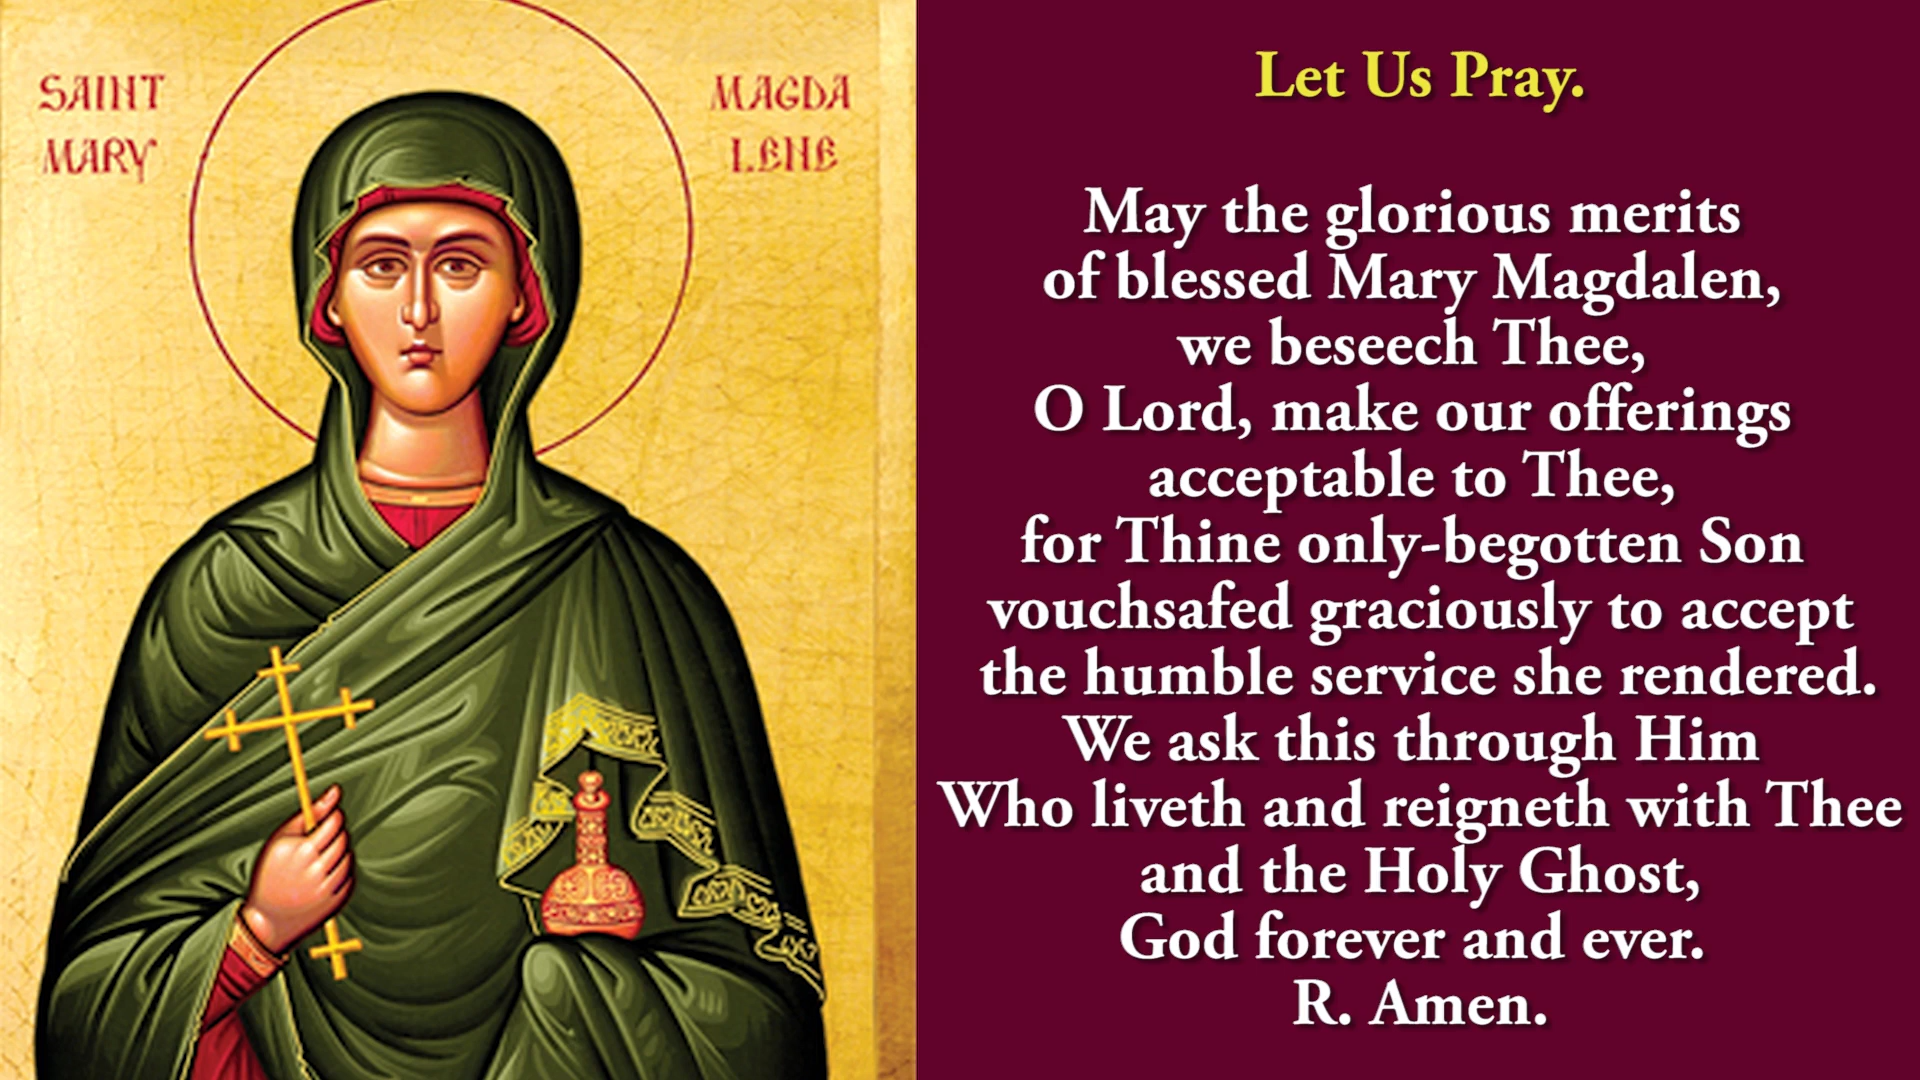 SAINT
MARY
MAGDA
LENE
Let Us Pray.
May the glorious merits
of blessed Mary Magdalen,
we beseech Thee,
O Lord, make our offerings
acceptable to Thee,
for Thine only-begotten Son
vouchsafed graciously to accept
the humble service she rendered.
We ask this through Him
Who liveth and reigneth with Thee
and the Holy Ghost,
God forever and ever.
R. Amen.